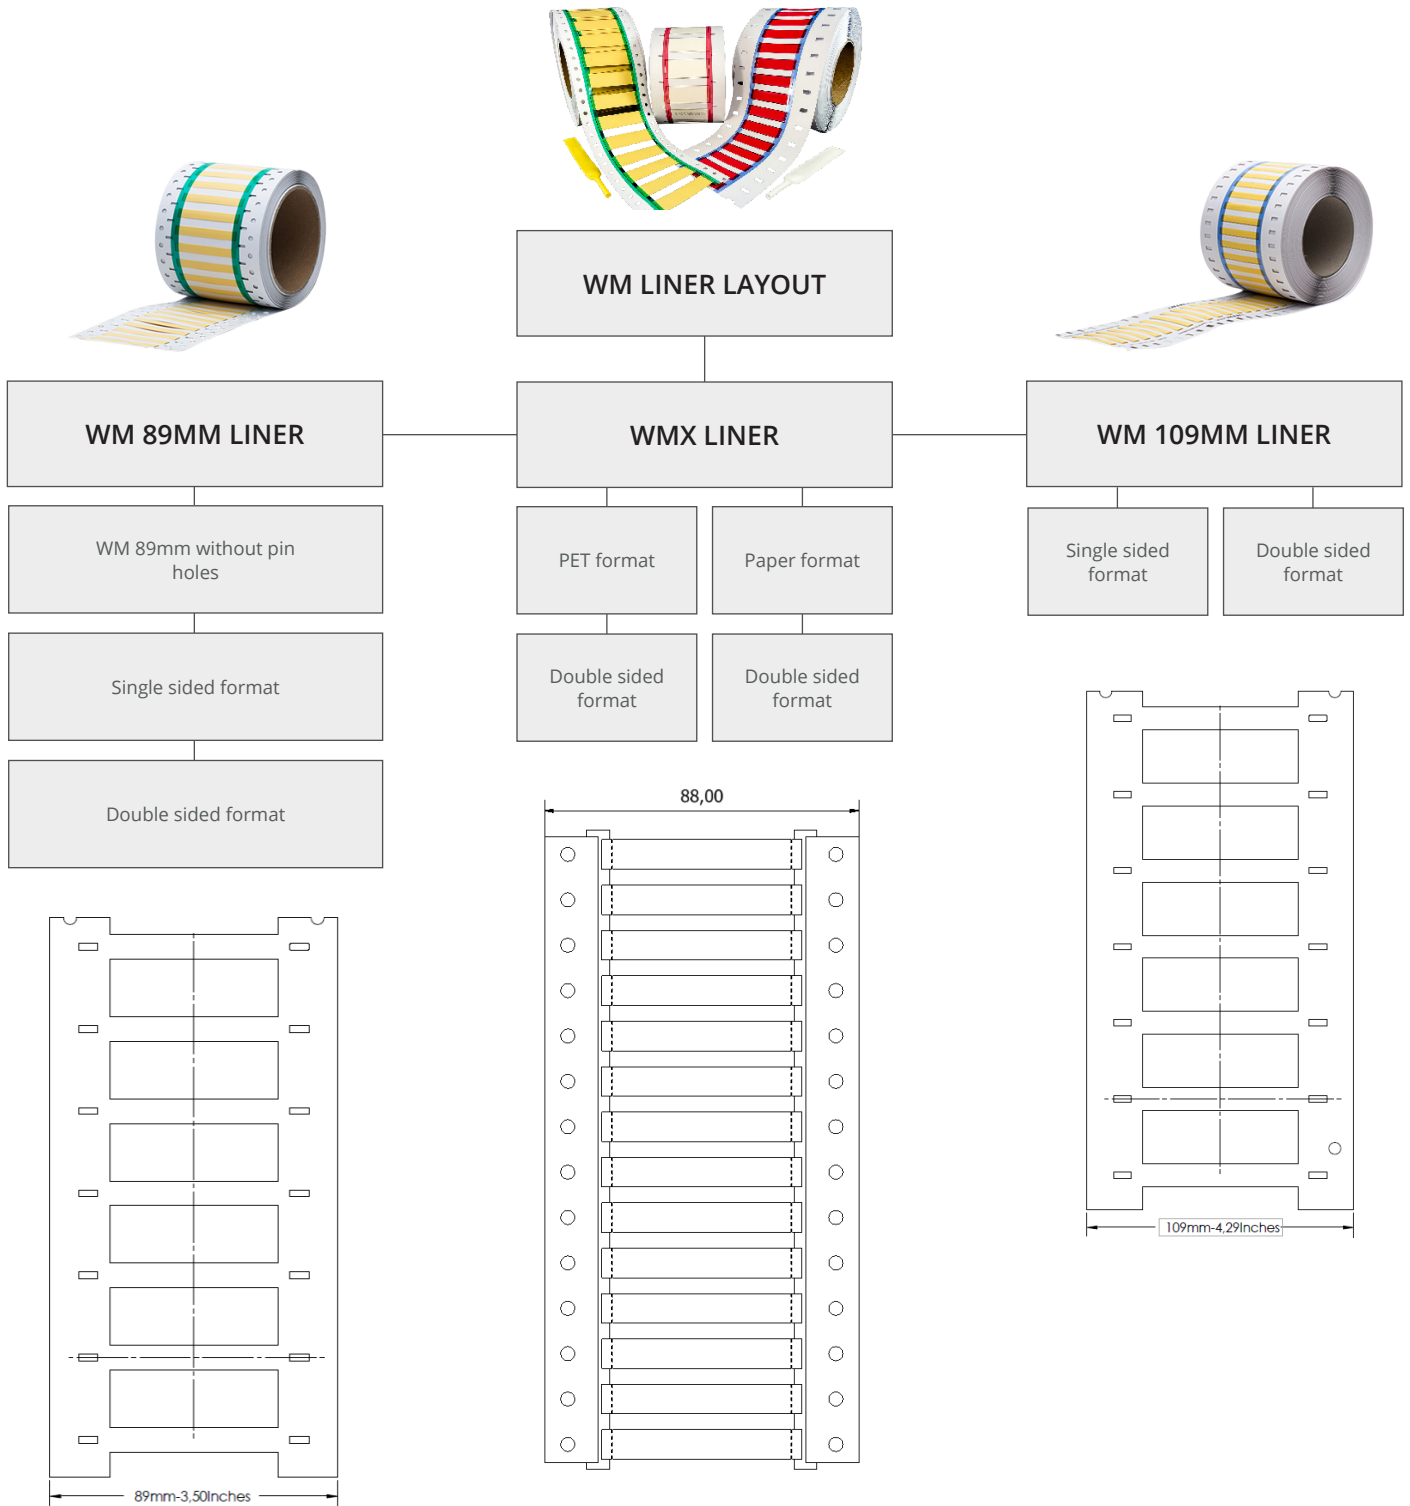 WM LINER LAYOUT
WM 89MM LINER
WMX LINER
WM 109MM LINER
WM 89mm without pin
holes
Single sided format
Double sided format
PET format
Paper format
Double sided
format
Double sided
format
Single sided
format
Double sided
format
88,00
109mm-4,29Inches
89mm-3,50Inches